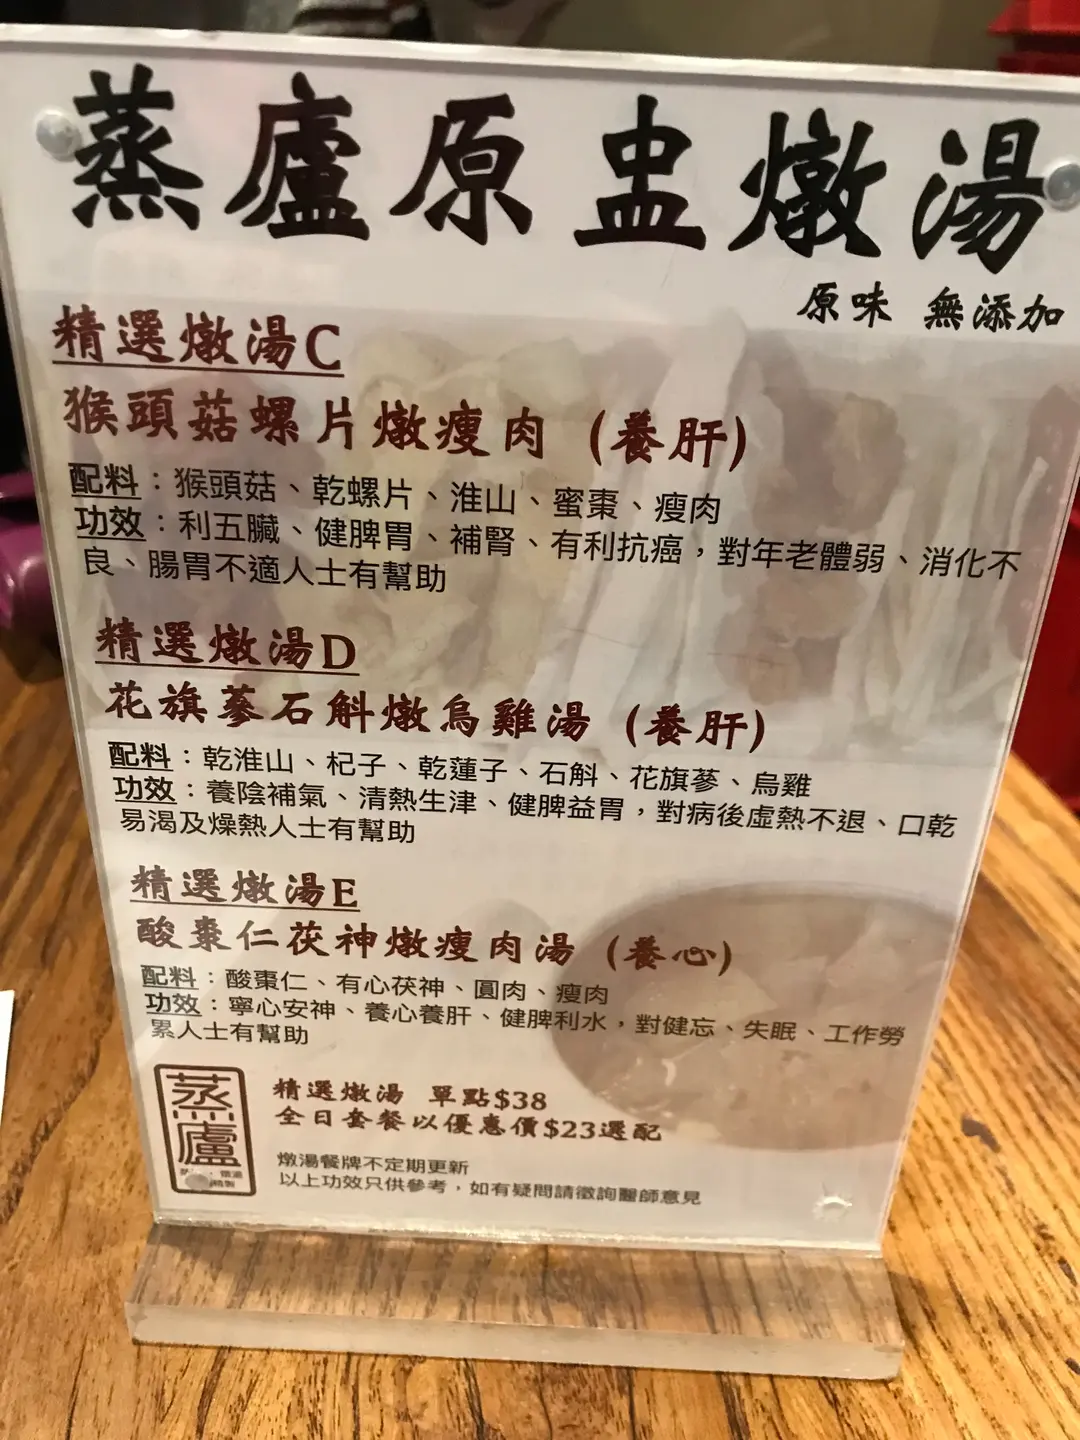 蒸廬原盅燉湯
原味 無添加
精選燉湯C
猴頭菇螺片燉瘦肉 (養肝)
配料：猴頭菇、乾螺片、淮山、蜜棗、瘦肉
功效：利五臟、健脾胃、補腎、有利抗癌，對年老體弱、消化不
良、腸胃不適人士有幫助
精選燉湯D
花旗蔘石斛燉烏雞湯 (養肝)
配料：乾淮山、杞子、乾蓮子、石斛、花旗蔘、烏雞
功效：養陰補氣、清熱生津、健脾益胃，對病後虛熱不退、口乾
易渴及燥熱人士有幫助
精選燉湯E
酸棗仁茯神燉瘦肉湯 (養心)
配料：酸棗仁、有心茯神、圓肉、瘦肉
功效：寧心安神、養心養肝、健脾利水，對健忘、失眠、工作勞
累人士有幫助
蒸廬
精選燉湯 單點$38
全日套餐以優惠價$23選配
燉湯餐牌不定期更新
以上功效只供參考，如有疑問請徵詢醫師意見